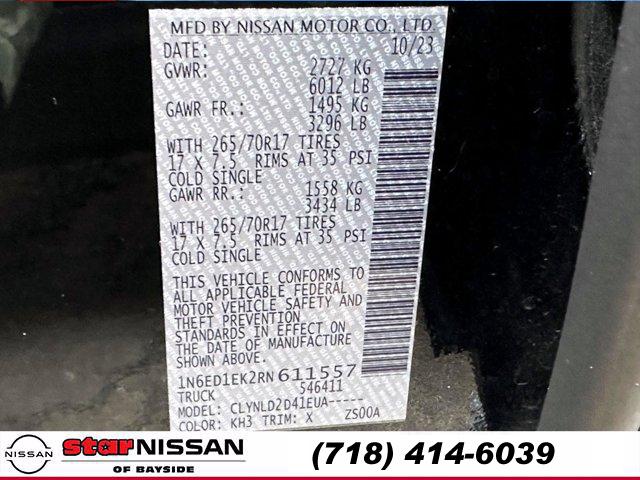 MFD BY NISSAN MOTOR CO., LTD.
DATE: 10/23
GVWR: 2727 KG
6012 LB
GAWR FR.: 1495 KG
3296 LB
WITH 265/70R17 TIRES
17 X 7.5 RIMS AT 35 PSI
COLD SINGLE
GAWR RR.: 1558 KG
3434 LB
WITH 265/70R17 TIRES
17 X 7.5 RIMS AT 35 PSI
COLD SINGLE
THIS VEHICLE CONFORMS TO
ALL APPLICABLE FEDERAL
MOTOR VEHICLE SAFETY AND
THEFT PREVENTION
STANDARDS IN EFFECT ON
THE DATE OF MANUFACTURE
SHOWN ABOVE.
1N6ED1EK2RN611557
TRUCK 546411
MODEL: CLYNLD2D41EUA-----
COLOR: KH3 TRIM: X ZS00A
NISSAN star NISSAN
OF BAYSIDE
(718) 414-6039